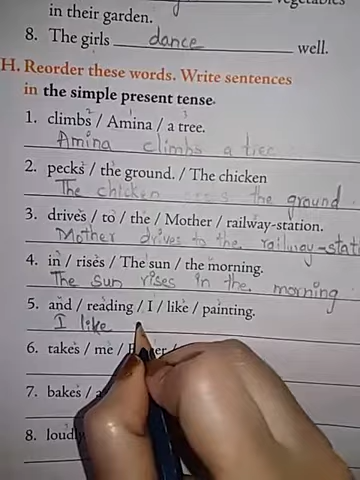 vegetables
in their garden.
8. The girls dance well.
H. Reorder these words. Write sentences
in the simple present tense.
1. climbs / Amina / a tree.
Amina climbs a tree
2. pecks / the ground. / The chicken
The chicken the ground
3. drives / to / the / Mother / railway-station.
Mother drives to the railway-stati
4. in / rises / The sun / the morning.
The sun rises in the morning
5. and / reading / I / like / painting.
I like
6. takes / me /
7. bakes /
8. loudly